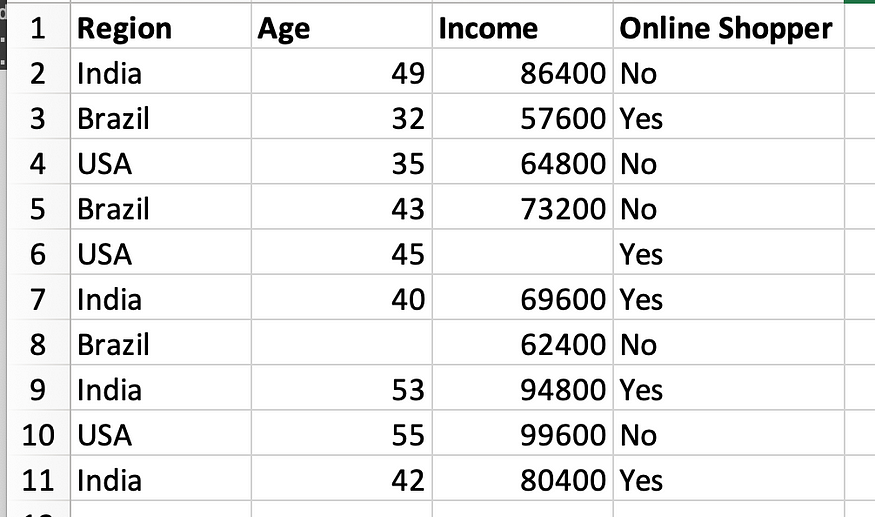 1 Region Age Income Online Shopper
2 India 49 86400 No
3 Brazil 32 57600 Yes
4 USA 35 64800 No
5 Brazil 43 73200 No
6 USA 45 Yes
7 India 40 69600 Yes
8 Brazil 62400 No
9 India 53 94800 Yes
10 USA 55 99600 No
11 India 42 80400 Yes